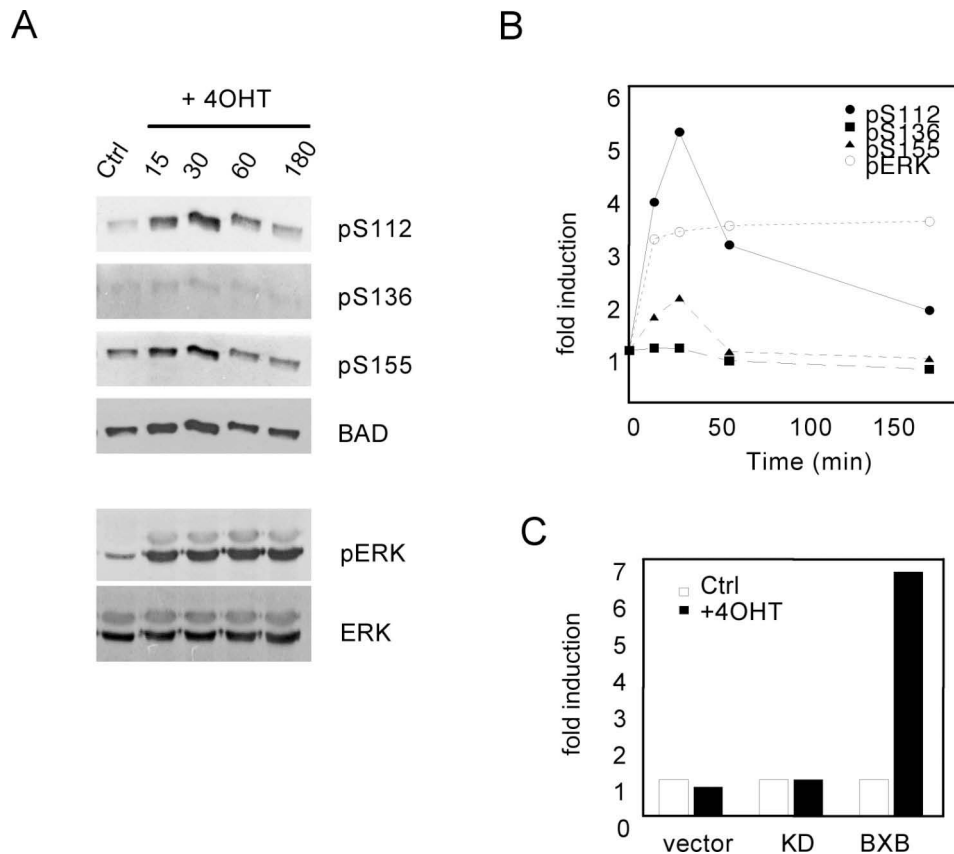 A
+ 4OHT
Ctrl 15 30 60 180
pS112
pS136
pS155
BAD
pERK
ERK
B
fold induction
6
5
4
3
2
1
pS112
pS136
pS155
pERK
0 50 100 150
Time (min)
C
fold induction
7
6
5
4
3
2
1
0
Ctrl
+4OHT
vector KD BXB